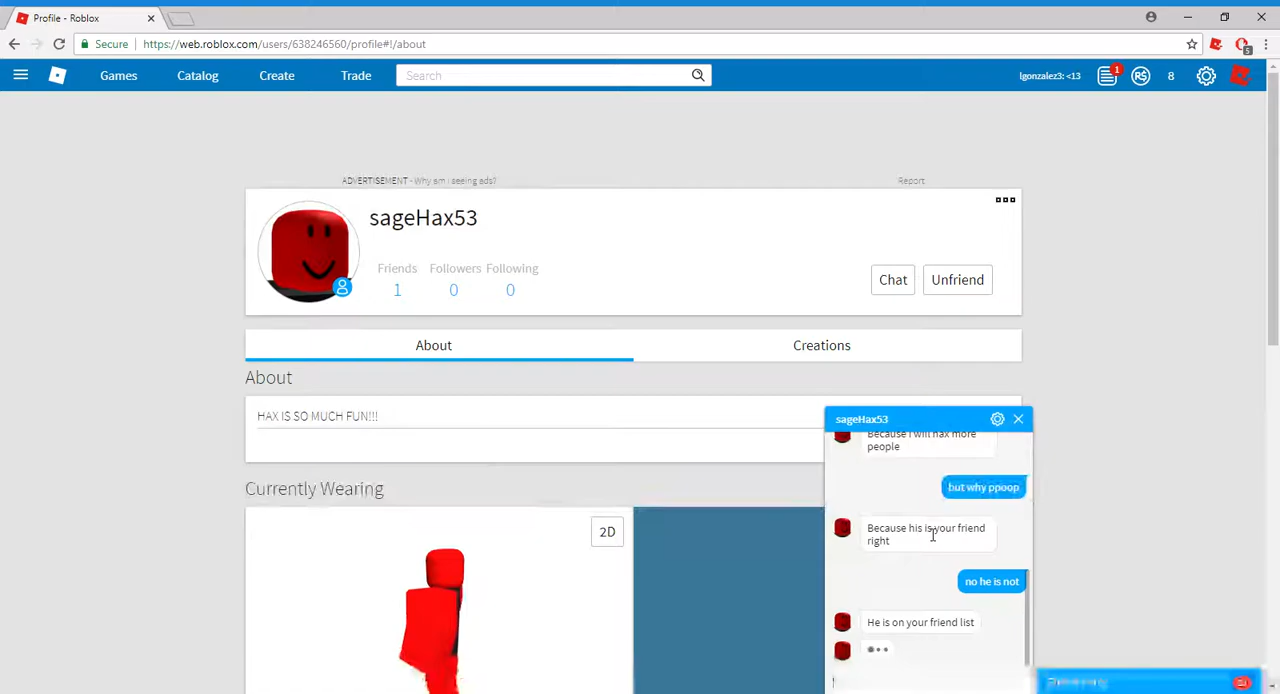 Profile - Roblox
Secure https://web.roblox.com/users/638246560/profile#!/about
5
Games Catalog Create Trade Search lgonzalez3: <13 1 R$ 8
ADVERTISEMENT - Why am I seeing ads? Report
sageHax53
Friends Followers Following
1 0 0
Chat Unfriend
About Creations
About
HAX IS SO MUCH FUN!!!
Currently Wearing
2D
sageHax53
Because I will hax more
people
but why ppoop
Because his is your friend
right
no he is not
He is on your friend list